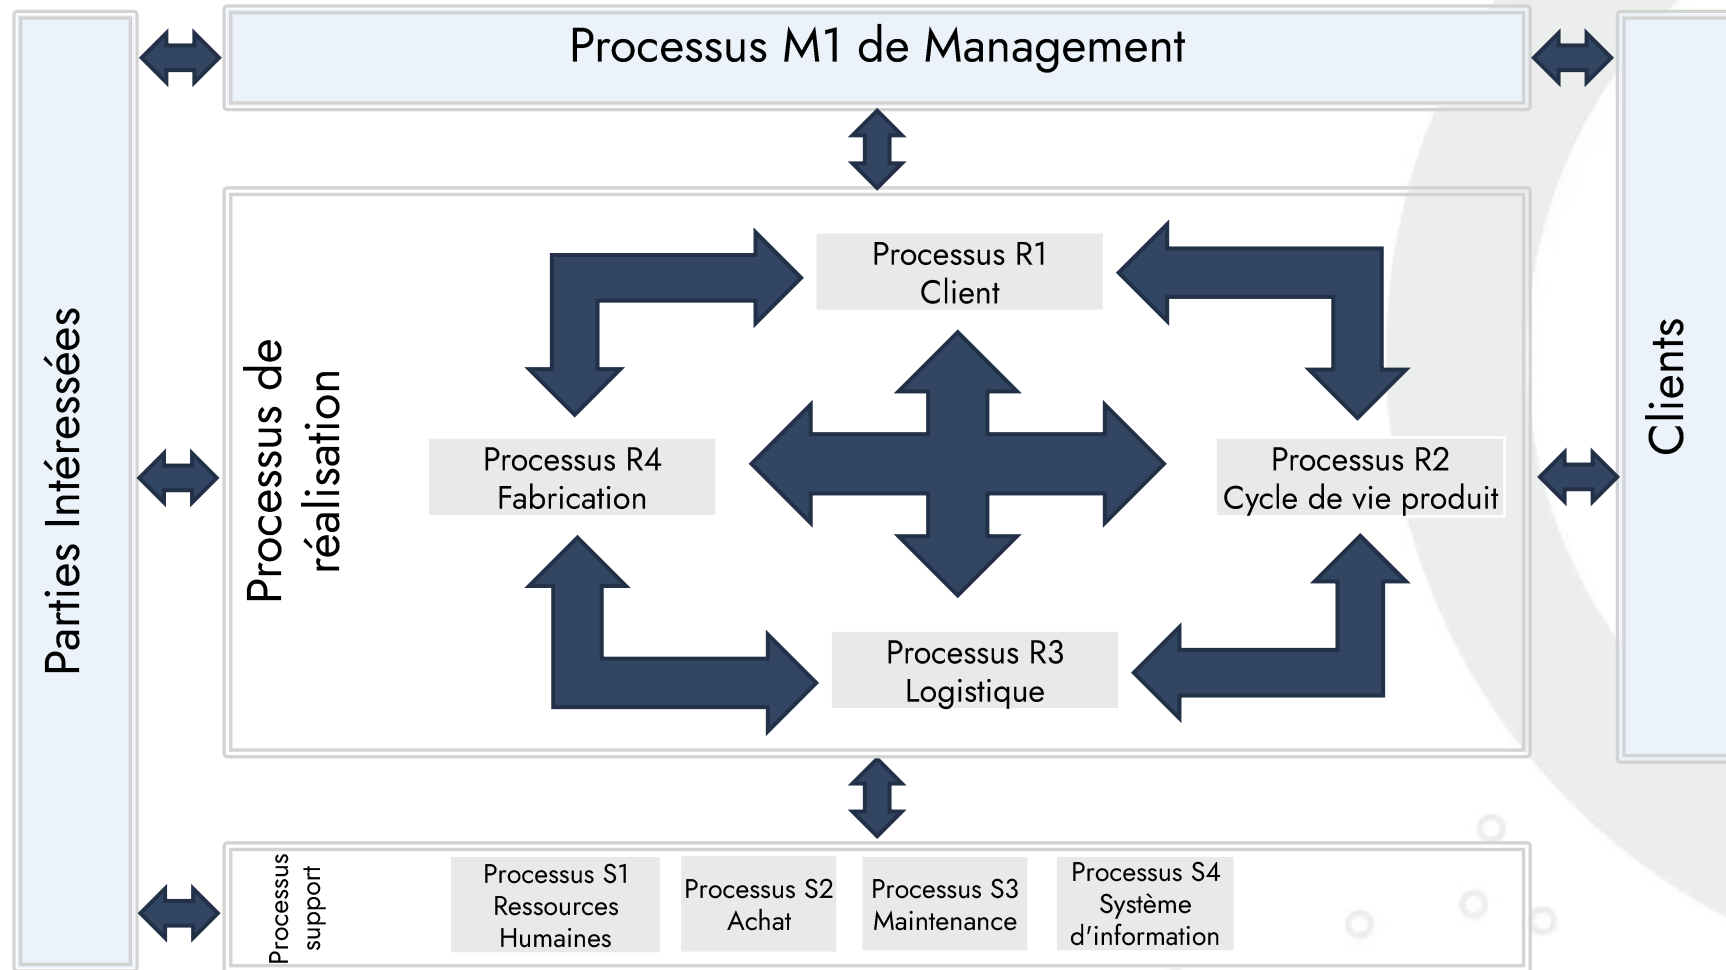 Processus M1 de Management
Parties Intéressées
Processus de
réalisation
Processus R1
Client
Processus R4
Fabrication
Processus R2
Cycle de vie produit
Processus R3
Logistique
Clients
Processus
support
Processus S1
Ressources
Humaines
Processus S2
Achat
Processus S3
Maintenance
Processus S4
Système
d'information